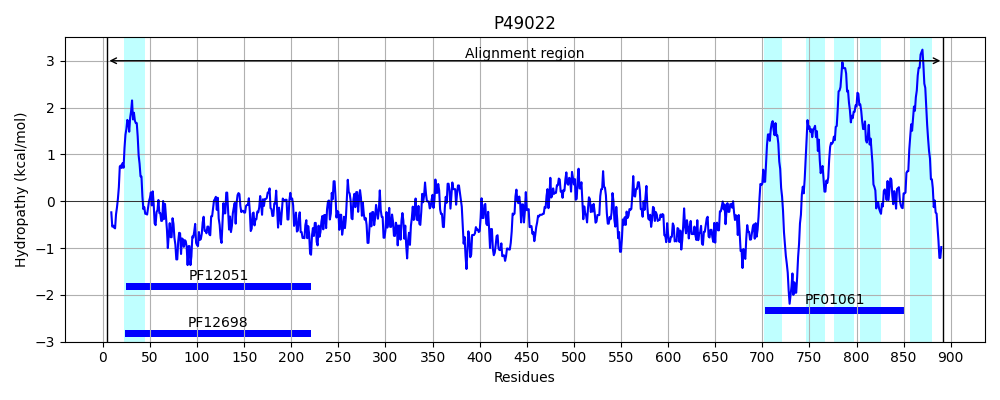 P49022
Alignment region
Hydropathy (kcal/mol)
3
2
1
0
−1
−2
−3
PF12051
PF12698
PF01061
0 50 100 150 200 250 300 350 400 450 500 550 600 650 700 750 800 850 900
Residues